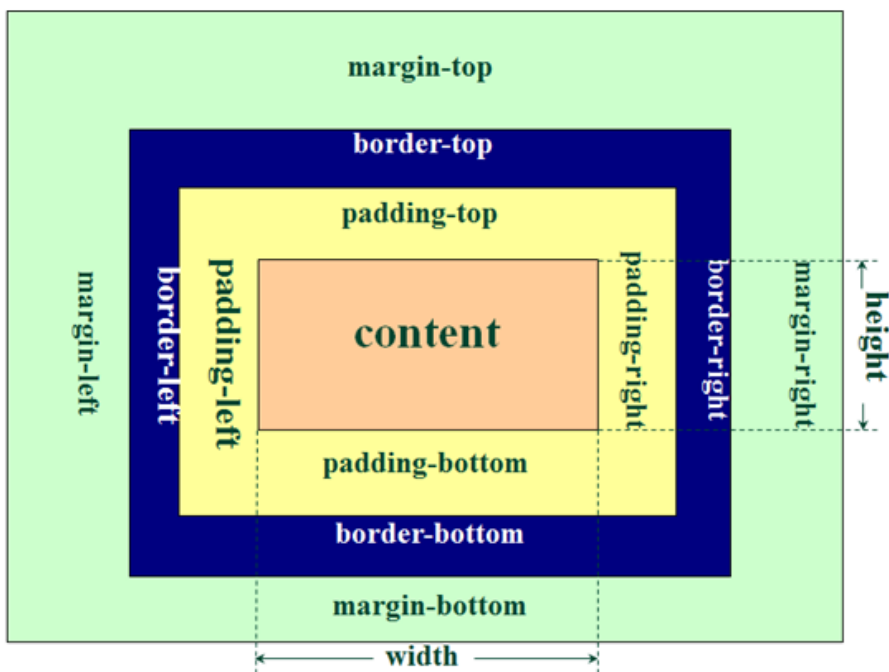 margin-top
border-top
padding-top
margin-left
border-left
padding-left
content
padding-right
border-right
margin-right
height
padding-bottom
border-bottom
margin-bottom
width